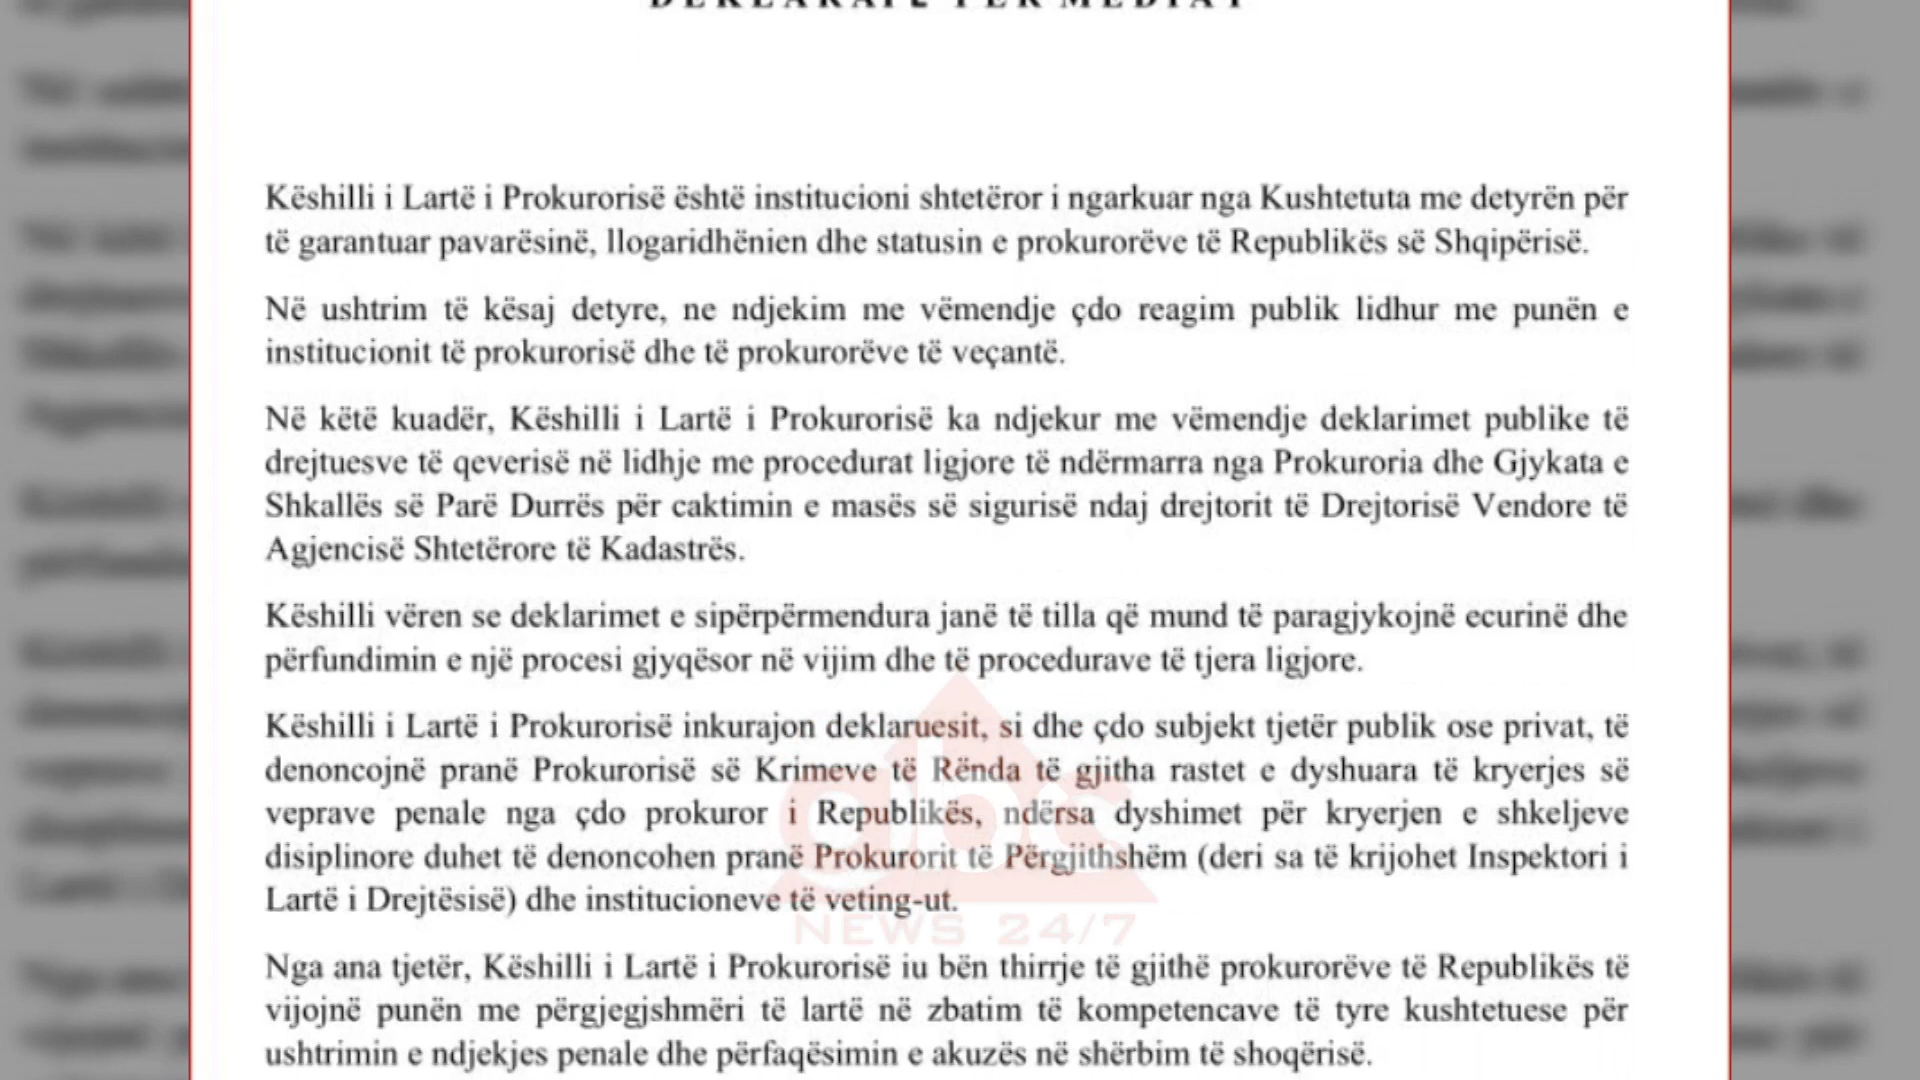 DEKLARATË PËR MEDIAT
Këshilli i Lartë i Prokurorisë është institucioni shtetëror i ngarkuar nga Kushtetuta me detyrën për
të garantuar pavarësinë, llogaridhënien dhe statusin e prokurorëve të Republikës së Shqipërisë.
Në ushtrim të kësaj detyre, ne ndjekim me vëmendje çdo reagim publik lidhur me punën e
institucionit të prokurorisë dhe të prokurorëve të veçantë.
Në këtë kuadër, Këshilli i Lartë i Prokurorisë ka ndjekur me vëmendje deklarimet publike të
drejtuesve të qeverisë në lidhje me procedurat ligjore të ndërmarra nga Prokuroria dhe Gjykata e
Shkallës së Parë Durrës për caktimin e masës së sigurisë ndaj drejtorit të Drejtorisë Vendore të
Agjencisë Shtetërore të Kadastrës.
Këshilli vëren se deklarimet e sipërpërmendura janë të tilla që mund të paragjykojnë ecurinë dhe
përfundimin e një procesi gjyqësor në vijim dhe të procedurave të tjera ligjore.
Këshilli i Lartë i Prokurorisë inkurajon deklaruesit, si dhe çdo subjekt tjetër publik ose privat, të
denoncojnë pranë Prokurorisë së Krimeve të Rënda të gjitha rastet e dyshuara të kryerjes së
veprave penale nga çdo prokuror i Republikës, ndërsa dyshimet për kryerjen e shkeljeve
disiplinore duhet të denoncohen pranë Prokurorit të Përgjithshëm (deri sa të krijohet Inspektori i
Lartë i Drejtësisë) dhe institucioneve të veting-ut.
abc
NEWS 24/7
Nga ana tjetër, Këshilli i Lartë i Prokurorisë iu bën thirrje të gjithë prokurorëve të Republikës të
vijojnë punën me përgjegjshmëri të lartë në zbatim të kompetencave të tyre kushtetuese për
ushtrimin e ndjekjes penale dhe përfaqësimin e akuzës në shërbim të shoqërisë.